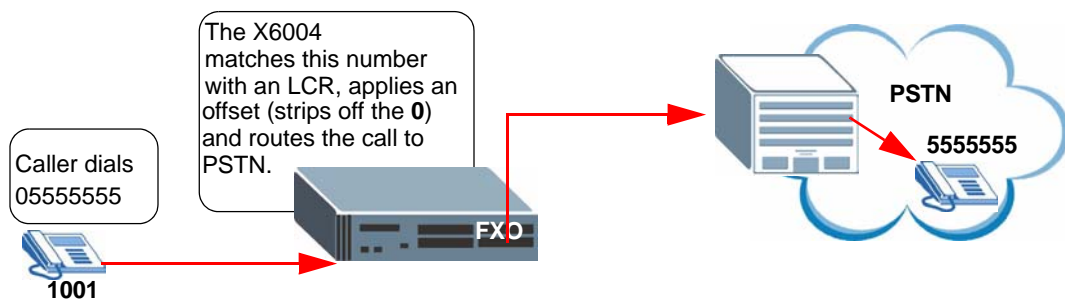 The X6004
matches this number
with an LCR, applies an
offset (strips off the 0)
and routes the call to
PSTN.
Caller dials
05555555
1001
FXO
PSTN
5555555